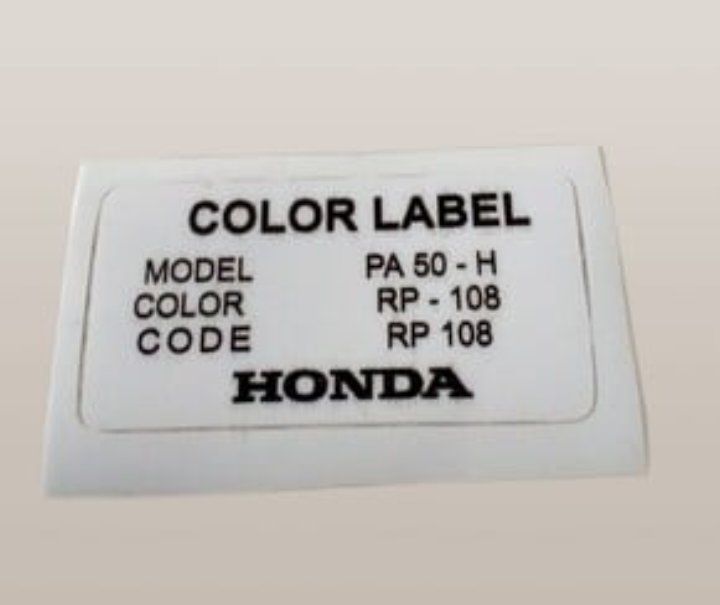 COLOR LABEL
MODEL PA 50 - H
COLOR RP - 108
CODE RP 108
HONDA